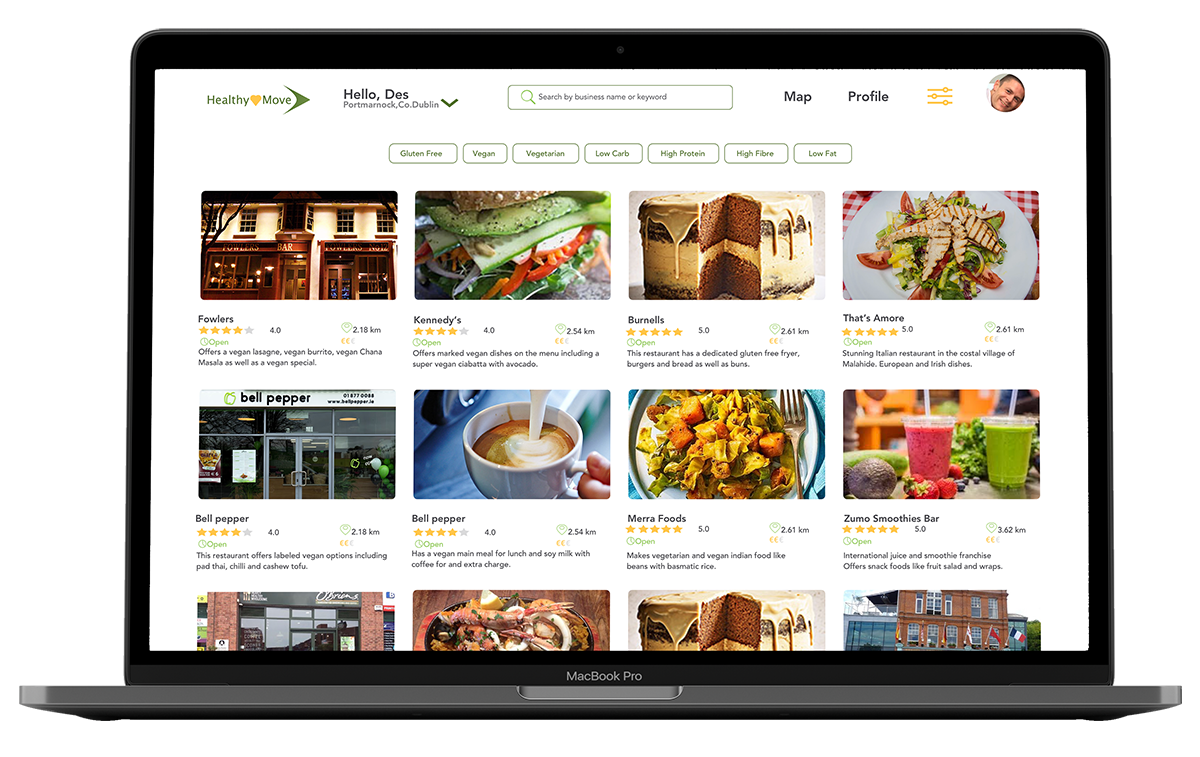 Healthy Move
Hello, Des
Portmarnock,Co.Dublin
Search by business name or keyword
Map
Profile
Gluten Free
Vegan
Vegetarian
Low Carb
High Protein
High Fibre
Low Fat
FOWLERS BAR
FOWLERS
Fowlers
4.0
2.18 km
Open
€€€
Offers a vegan lasagne, vegan burrito, vegan Chana
Masala as well as a vegan special.
Kennedy's
4.0
2.54 km
Open
€€€
Offers marked vegan dishes on the menu including a
super vegan ciabatta with avocado.
Burnells
5.0
2.61 km
Open
€€€
This restaurant has a dedicated gluten free fryer,
burgers and bread as well as buns.
That's Amore
5.0
2.61 km
Open
€€€
Stunning Italian restaurant in the costal village of
Malahide. European and Irish dishes.
bell pepper
01 877 0088
www.bellpepper.ie
Bell pepper
4.0
2.18 km
Open
€€€
This restaurant offers labeled vegan options including
pad thai, chilli and cashew tofu.
Bell pepper
4.0
2.54 km
Open
€€€
Has a vegan main meal for lunch and soy milk with
coffee for and extra charge.
Merra Foods
5.0
2.61 km
Open
€€€
Makes vegetarian and vegan indian food like
beans with basmatic rice.
Zumo Smoothies Bar
5.0
3.62 km
Open
€€€
International juice and smoothie franchise
Offers snack foods like fruit salad and wraps.
O'Briens
MacBook Pro